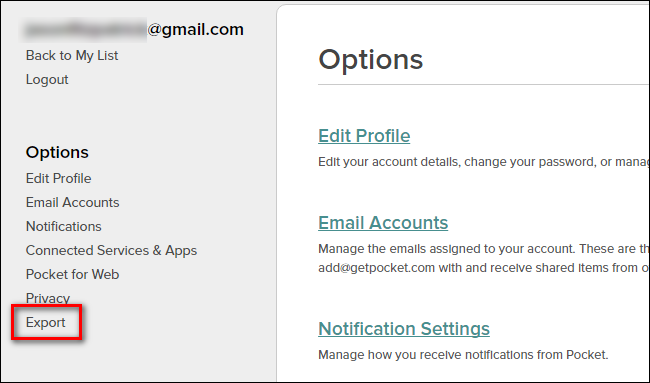 @gmail.com
Back to My List
Logout
Options
Edit Profile
Email Accounts
Notifications
Connected Services & Apps
Pocket for Web
Privacy
Export
Options
Edit Profile
Edit your account details, change your password, or
Email Accounts
Manage the emails assigned to your account. These are
add@getpocket.com with and receive shared items from
Notification Settings
Manage how you receive notifications from Pocket.